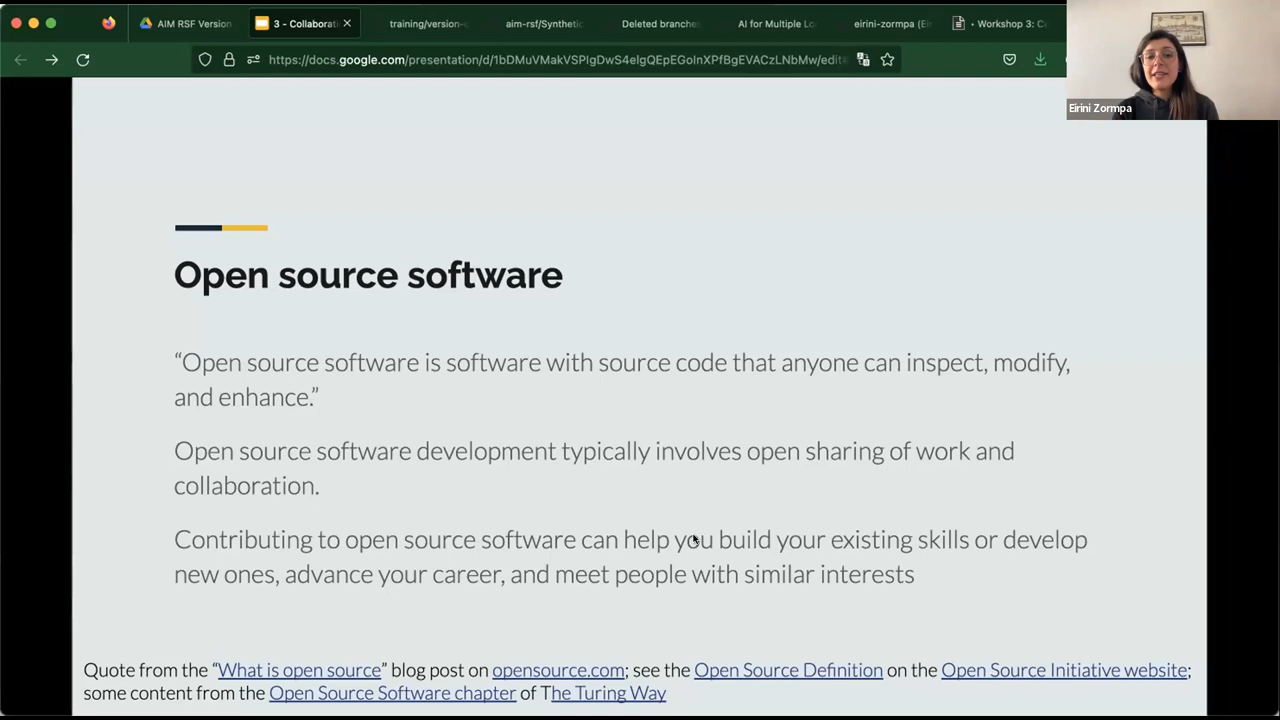 AIM RSF Version
3 - Collaborati
training/version-c
aim-rsf/Synthetic
Deleted branches
AI for Multiple Lo
eirini-zormpa (Eiri
• Workshop 3: C
https://docs.google.com/presentation/d/1bDMuVMakVSPIgDwS4eIgQEpEGoInXPfBgEVACzLNbMw/edit
Eirini Zormpa
Open source software
“Open source software is software with source code that anyone can inspect, modify,
and enhance.”
Open source software development typically involves open sharing of work and
collaboration.
Contributing to open source software can help you build your existing skills or develop
new ones, advance your career, and meet people with similar interests
Quote from the “What is open source” blog post on opensource.com; see the Open Source Definition on the Open Source Initiative website;
some content from the Open Source Software chapter of The Turing Way